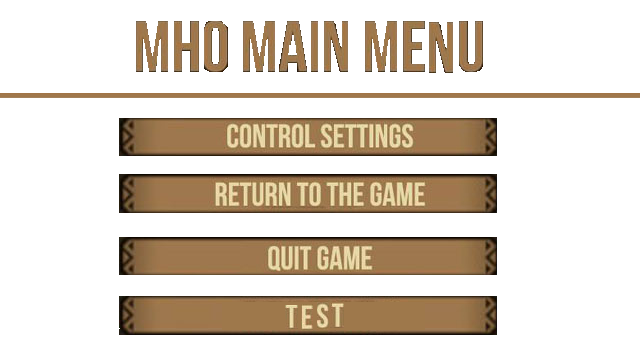 MHO MAIN MENU
CONTROL SETTINGS
RETURN TO THE GAME
QUIT GAME
TEST